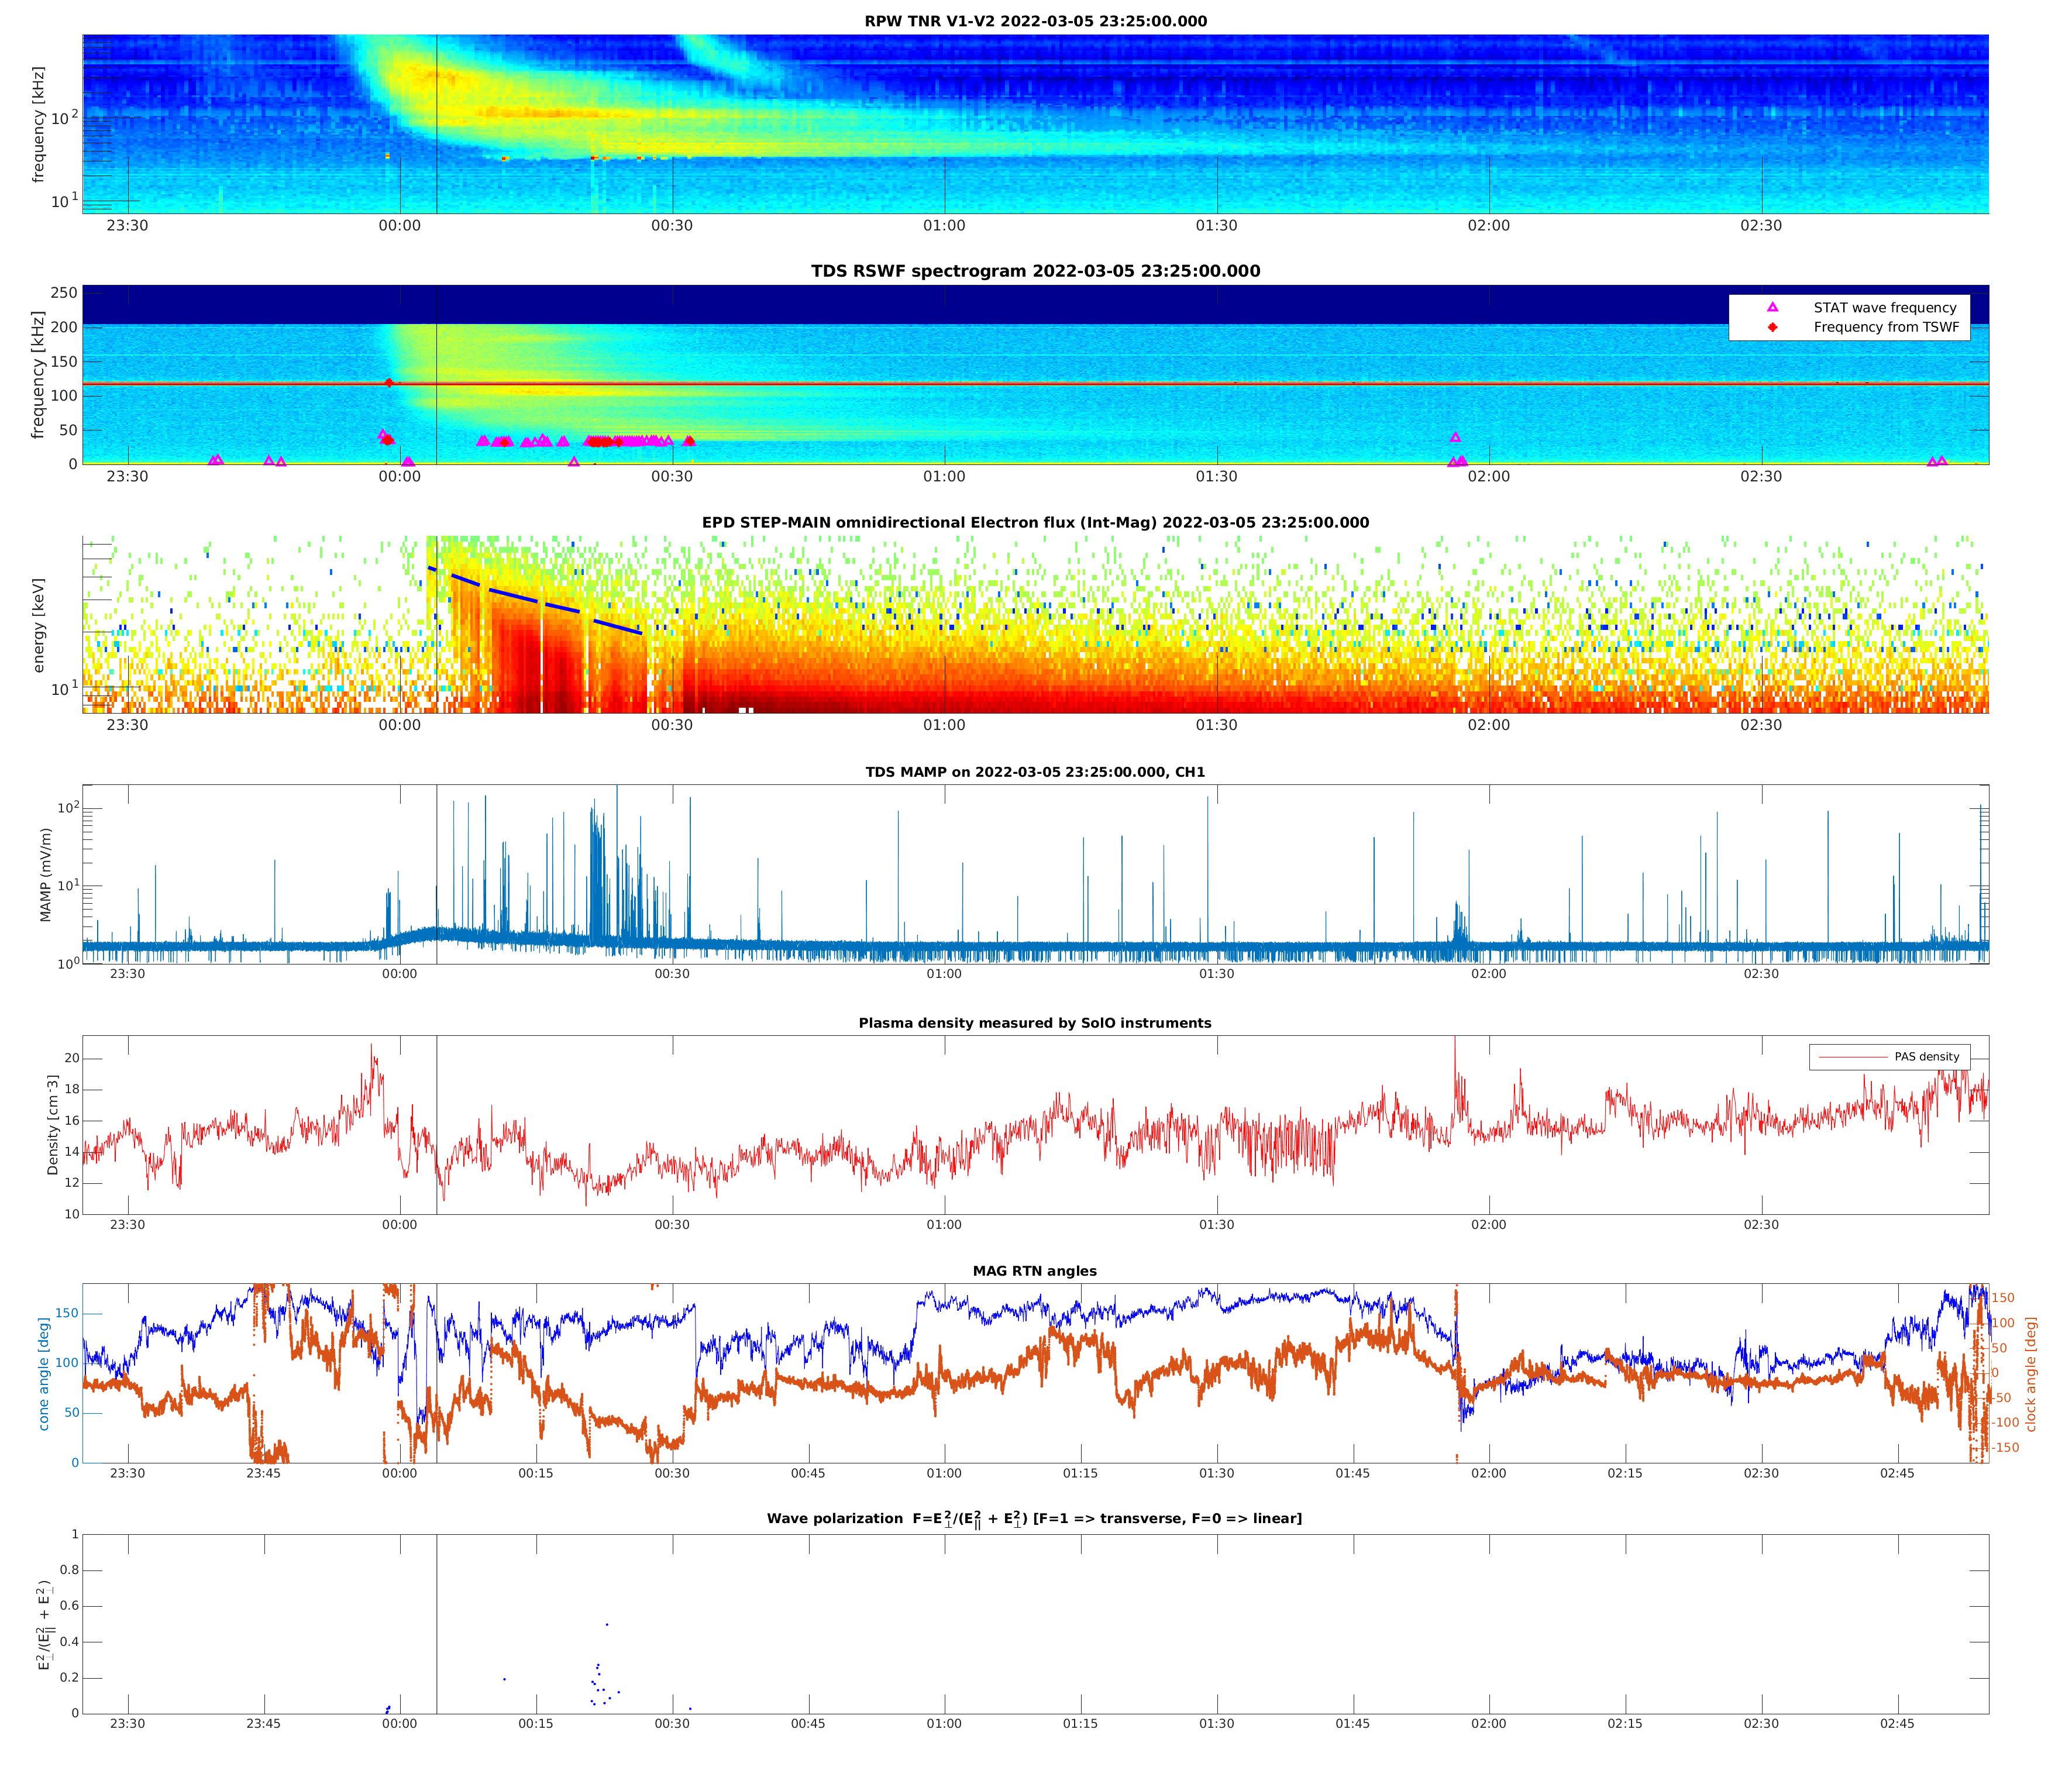 RPW TNR V1-V2 2022-03-05 23:25:00.000
frequency [kHz]
10^2
10^1
23:30 00:00 00:30 01:00 01:30 02:00 02:30
TDS RSWF spectrogram 2022-03-05 23:25:00.000
frequency [kHz]
250
200
150
100
50
0
STAT wave frequency
Frequency from TSWF
23:30 00:00 00:30 01:00 01:30 02:00 02:30
EPD STEP-MAIN omnidirectional Electron flux (Int-Mag) 2022-03-05 23:25:00.000
energy [keV]
10^1
23:30 00:00 00:30 01:00 01:30 02:00 02:30
TDS MAMP on 2022-03-05 23:25:00.000, CH1
MAMP (mV/m)
10^2
10^1
10^0
23:30 00:00 00:30 01:00 01:30 02:00 02:30
Plasma density measured by SolO instruments
Density [cm^-3]
20
18
16
14
12
10
PAS density
23:30 00:00 00:30 01:00 01:30 02:00 02:30
MAG RTN angles
cone angle [deg]
150
100
50
0
150
100
50
0
-50
-100
-150
clock angle [deg]
23:30 23:45 00:00 00:15 00:30 00:45 01:00 01:15 01:30 01:45 02:00 02:15 02:30 02:45
Wave polarization F=E⊥^2/(E||^2 + E⊥^2) [F=1 => transverse, F=0 => linear]
E⊥^2/(E||^2 + E⊥^2)
1
0.8
0.6
0.4
0.2
0
23:30 23:45 00:00 00:15 00:30 00:45 01:00 01:15 01:30 01:45 02:00 02:15 02:30 02:45